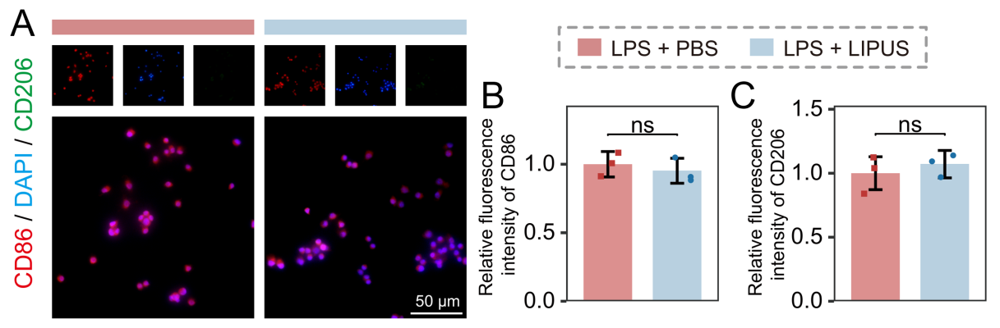 A
CD86 / DAPI / CD206
50 μm
LPS + PBS
LPS + LIPUS
B
Relative fluorescence
intensity of CD86
1.0
0.5
0.0
ns
C
Relative fluorescence
intensity of CD206
1.5
1.0
0.5
0.0
ns